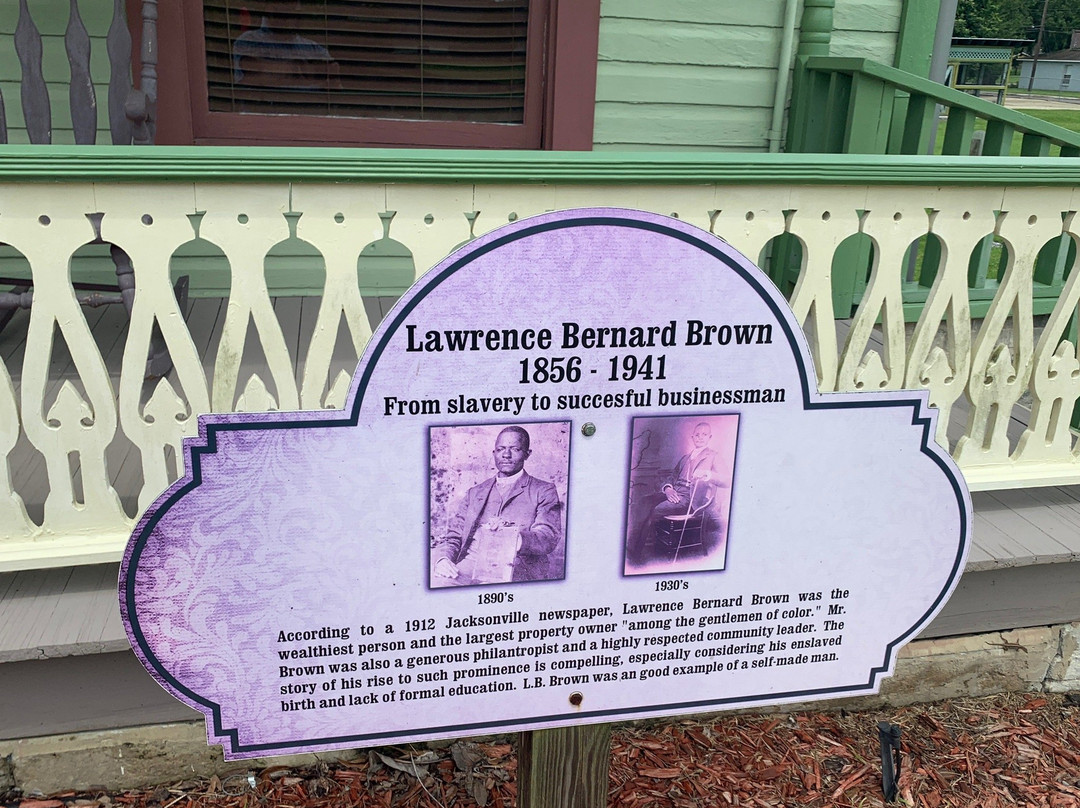 Lawrence Bernard Brown
1856 - 1941
From slavery to succesful businessman
1890's
1930's
According to a 1912 Jacksonville newspaper, Lawrence Bernard Brown was the
wealthiest person and the largest property owner "among the gentlemen of color." Mr.
Brown was also a generous philantropist and a highly respected community leader. The
story of his rise to such prominence is compelling, especially considering his enslaved
birth and lack of formal education. L.B. Brown was an good example of a self-made man.